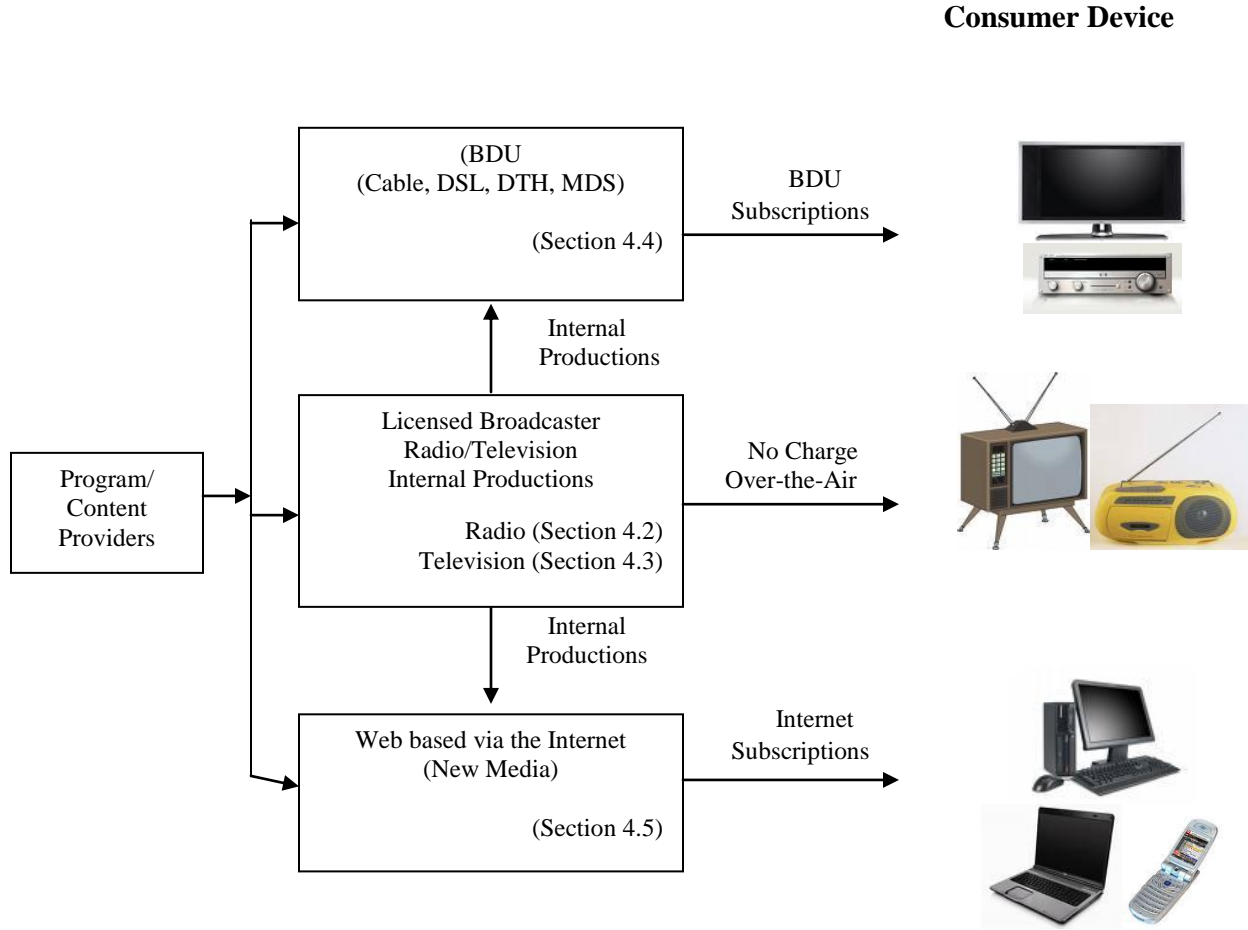 Consumer Device
(BDU
(Cable, DSL, DTH, MDS)
(Section 4.4)
BDU
Subscriptions
Internal
Productions
Licensed Broadcaster
Radio/Television
Internal Productions
Radio (Section 4.2)
Television (Section 4.3)
No Charge
Over-the-Air
Program/
Content
Providers
Internal
Productions
Web based via the Internet
(New Media)
(Section 4.5)
Internet
Subscriptions